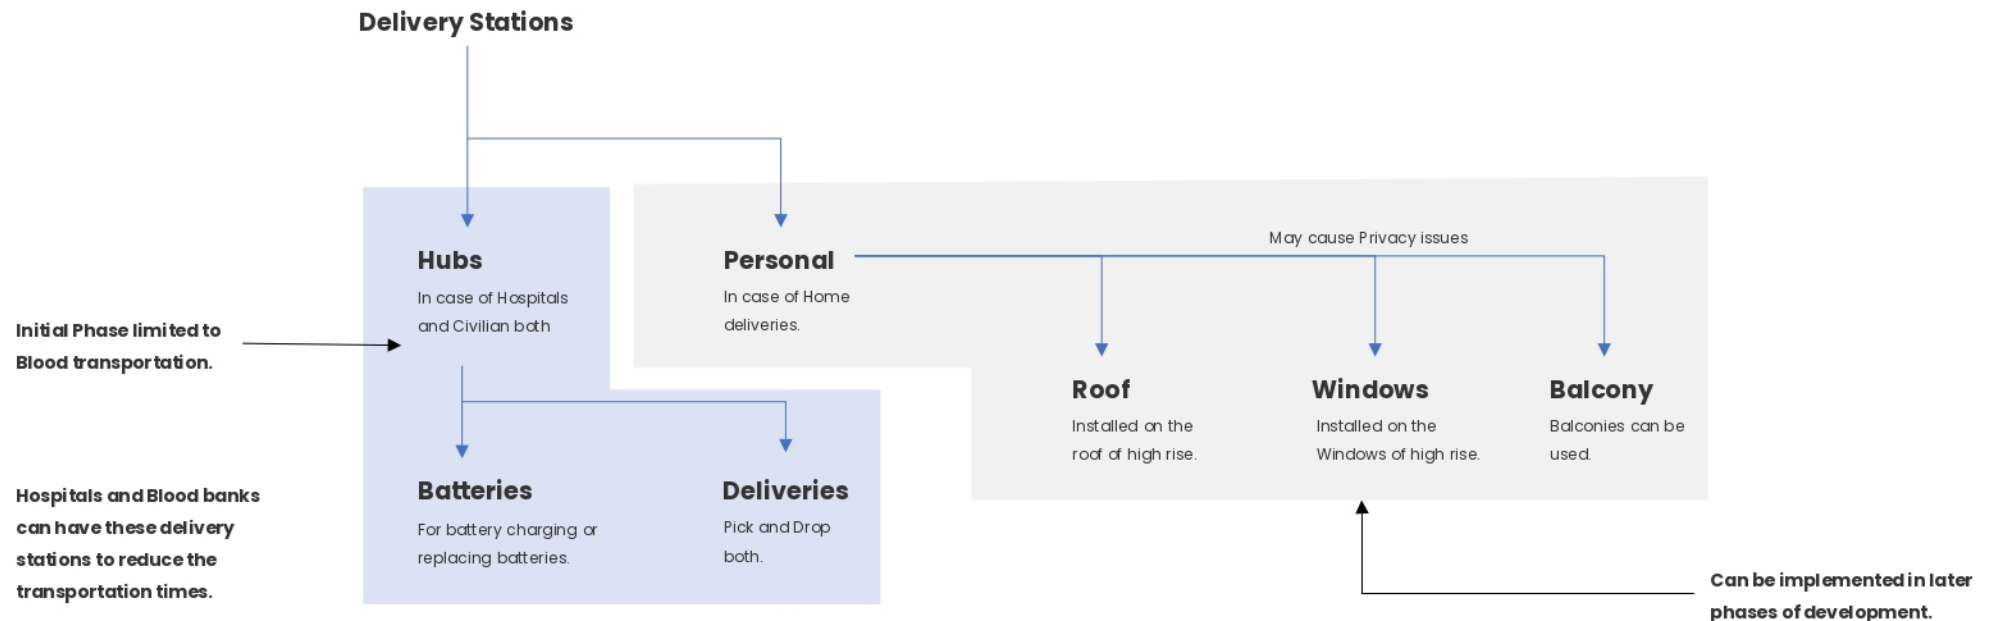 Delivery Stations
Hubs
In case of Hospitals
and Civilian both
Personal
In case of Home
deliveries.
May cause Privacy issues
Initial Phase limited to
Blood transportation.
Roof
Installed on the
roof of high rise.
Windows
Installed on the
Windows of high rise.
Balcony
Balconies can be
used.
Batteries
For battery charging or
replacing batteries.
Deliveries
Pick and Drop
both.
Hospitals and Blood banks
can have these delivery
stations to reduce the
transportation times.
Can be implemented in later
phases of development.